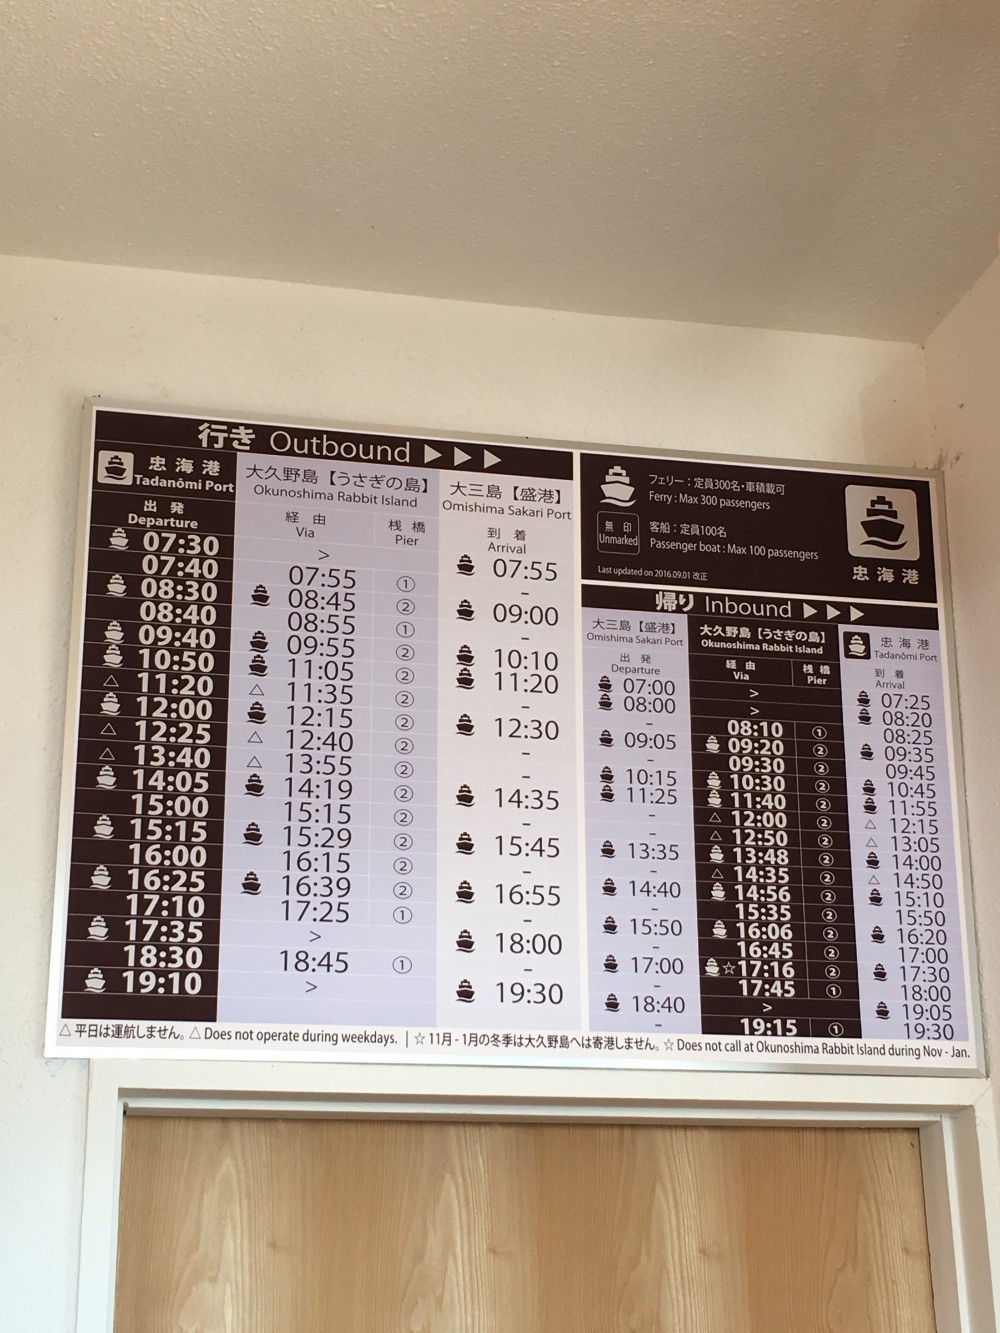 行き Outbound ▶ ▶ ▶
忠海港 大久野島【うさぎの島】 大三島【盛港】
Tadanômi Port Okunoshima Rabbit Island Omishima Sakari Port
出発 経由 桟橋 到着
Departure Via Pier Arrival
07:30 > 07:55
07:40 07:55 ① -
08:30 08:45 ② 09:00
08:40 08:55 ① -
09:40 09:55 ② 10:10
10:50 11:05 ② 11:20
△ 11:20 △ 11:35 ② -
12:00 12:15 ② 12:30
△ 12:25 △ 12:40 ② -
△ 13:40 △ 13:55 ② -
14:05 14:19 ② 14:35
15:00 15:15 ② -
15:15 15:29 ② 15:45
16:00 16:15 ② -
16:25 16:39 ② 16:55
17:10 17:25 ① -
17:35 > 18:00
18:30 18:45 ① -
19:10 > 19:30
フェリー：定員300名・車積載可
Ferry : Max 300 passengers
無印 客船：定員100名
Unmarked Passenger boat : Max 100 passengers
Last updated on 2016.09.01 改正
忠海港
帰り Inbound ▶ ▶ ▶
大三島【盛港】 大久野島【うさぎの島】 忠海港
Omishima Sakari Port Okunoshima Rabbit Island Tadanômi Port
出発 経由 桟橋 到着
Departure Via Pier Arrival
07:00 > 07:25
08:00 > 08:20
- 08:10 ① 08:25
09:05 09:20 ② 09:35
- 09:30 ② 09:45
10:15 10:30 ② 10:45
11:25 11:40 ② 11:55
- △ 12:00 ② △ 12:15
- △ 12:50 ② △ 13:05
13:35 13:48 ② 14:00
- △ 14:35 ② △ 14:50
14:40 14:56 ② 15:10
- 15:35 ② 15:50
15:50 16:06 ② 16:20
- 16:45 ② 17:00
17:00 ☆17:16 ② 17:30
- 17:45 ① 18:00
18:40 > 19:05
- 19:15 ① 19:30
△ 平日は運航しません。△ Does not operate during weekdays. | ☆ 11月 - 1月の冬季は大久野島へは寄港しません。☆ Does not call at Okunoshima Rabbit Island during Nov - Jan.